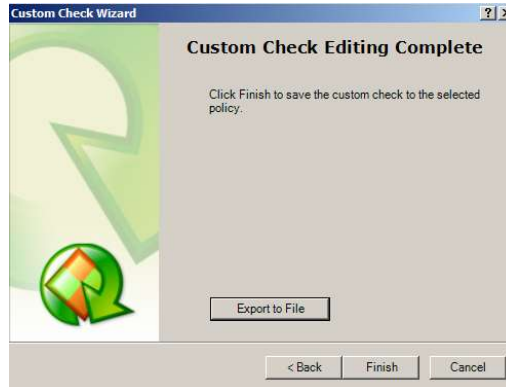 Custom Check Wizard
Custom Check Editing Complete
Click Finish to save the custom check to the selected
policy.
Export to File
< Back
Finish
Cancel